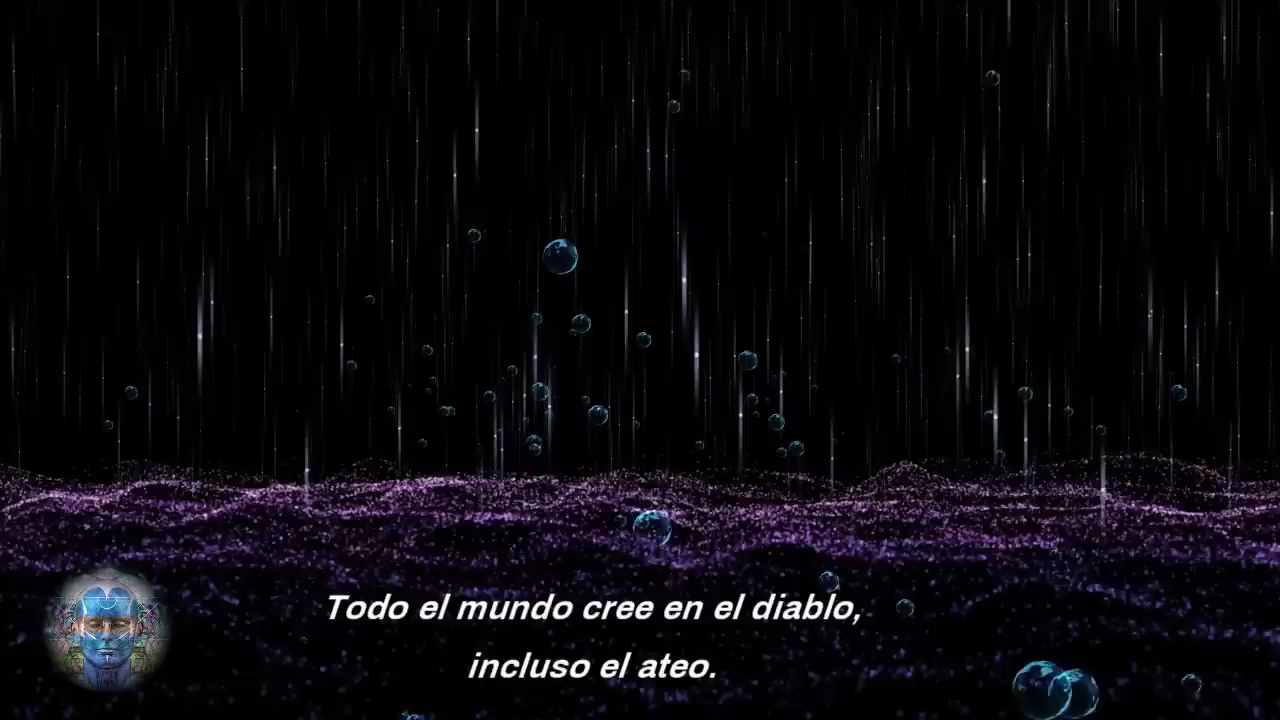 Todo el mundo cree en el diablo,
incluso el ateo.